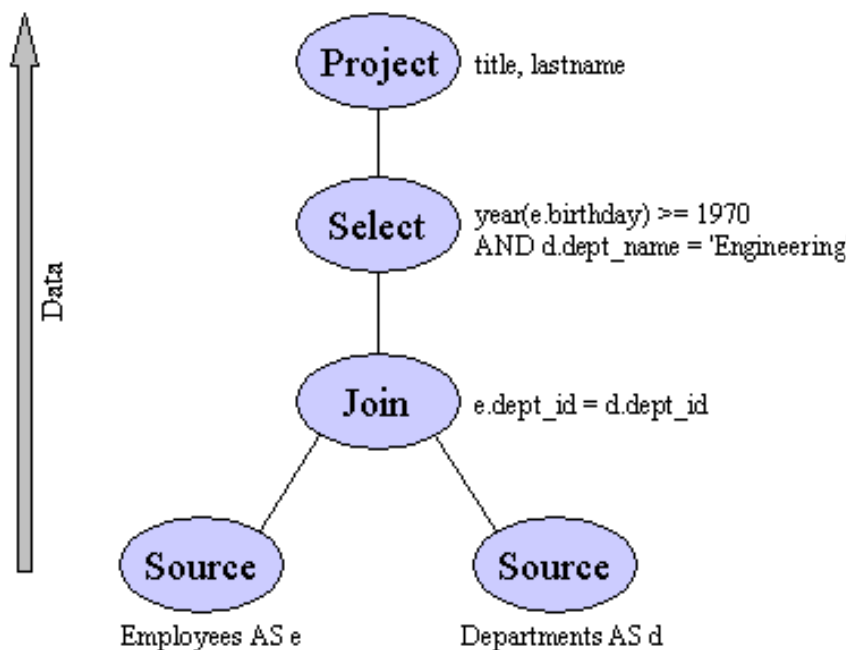 Project
title, lastname
Select
year(e.birthday) >= 1970
AND d.dept_name = 'Engineering
Data
Join
e.dept_id = d.dept_id
Source
Source
Employees AS e
Departments AS d